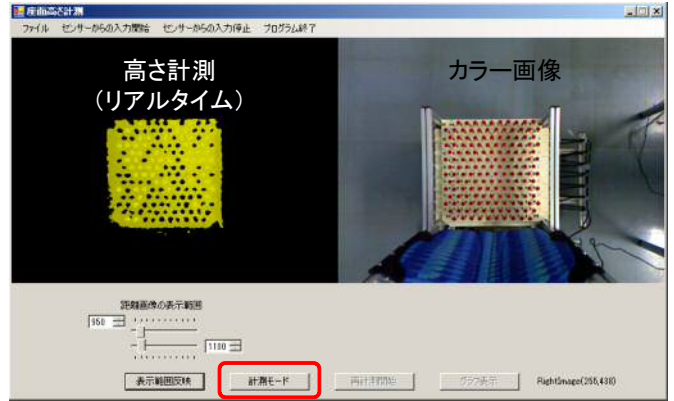 座面高さ計測
ファイル センサーからの入力開始 センサーからの入力停止 プログラム終了
高さ計測
（リアルタイム）
カラー画像
距離画像の表示範囲
950
1100
表示範囲反映 計測モード 再計測開始 グラフ表示 RightImage(256,438)